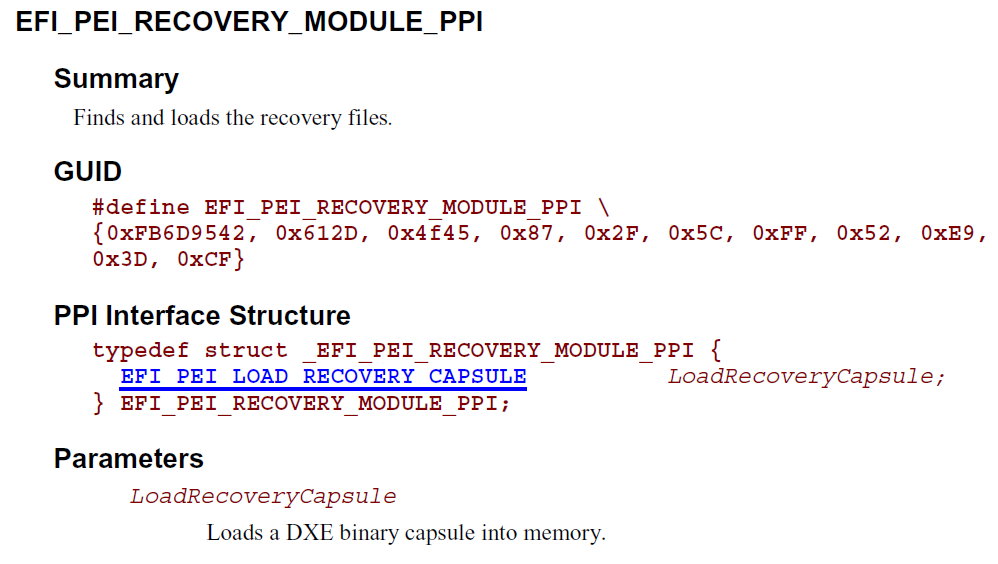 EFI_PEI_RECOVERY_MODULE_PPI
Summary
Finds and loads the recovery files.
GUID
#define EFI_PEI_RECOVERY_MODULE_PPI \
{0xFB6D9542, 0x612D, 0x4f45, 0x87, 0x2F, 0x5C, 0xFF, 0x52, 0xE9,
0x3D, 0xCF}
PPI Interface Structure
typedef struct _EFI_PEI_RECOVERY_MODULE_PPI {
EFI_PEI_LOAD_RECOVERY_CAPSULE LoadRecoveryCapsule;
} EFI_PEI_RECOVERY_MODULE_PPI;
Parameters
LoadRecoveryCapsule
Loads a DXE binary capsule into memory.